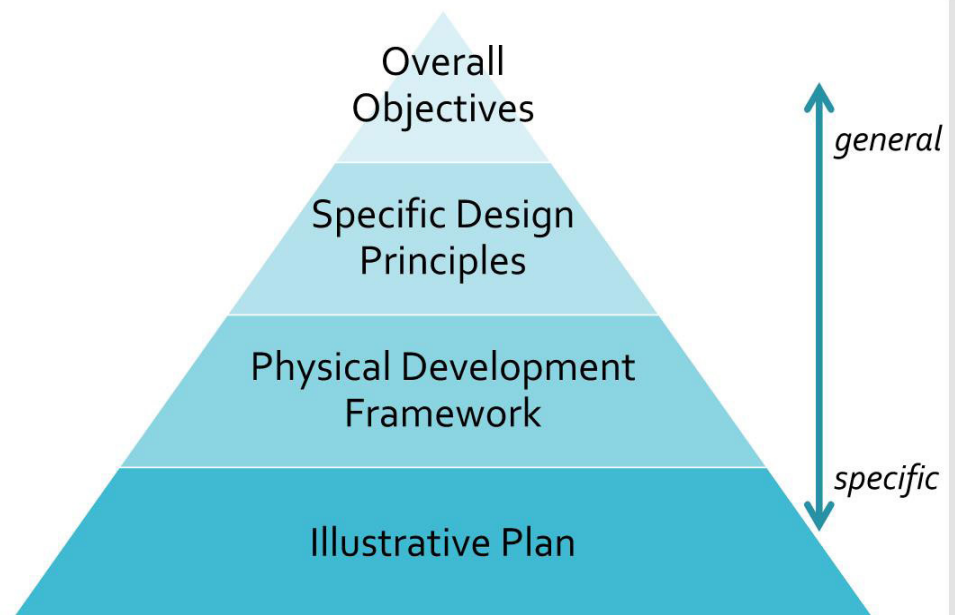 Overall
Objectives
general
Specific Design
Principles
Physical Development
Framework
specific
Illustrative Plan